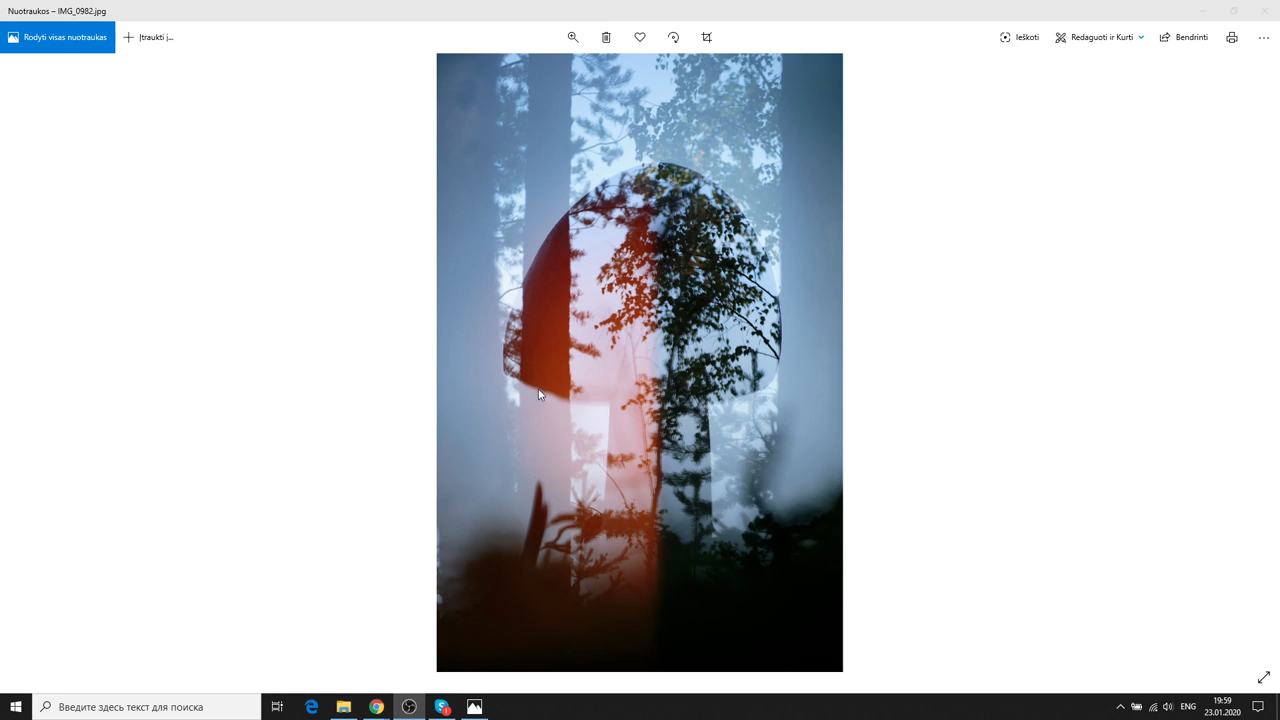 Nuotraukos – IMG_0982.jpg
Rodyti visas nuotraukas
Įtraukti į...
Ieškoti
Redaguoti ir Kurti
Bendrinti
Введите здесь текст для поиска
1
ENG
19:59
23.01.2020